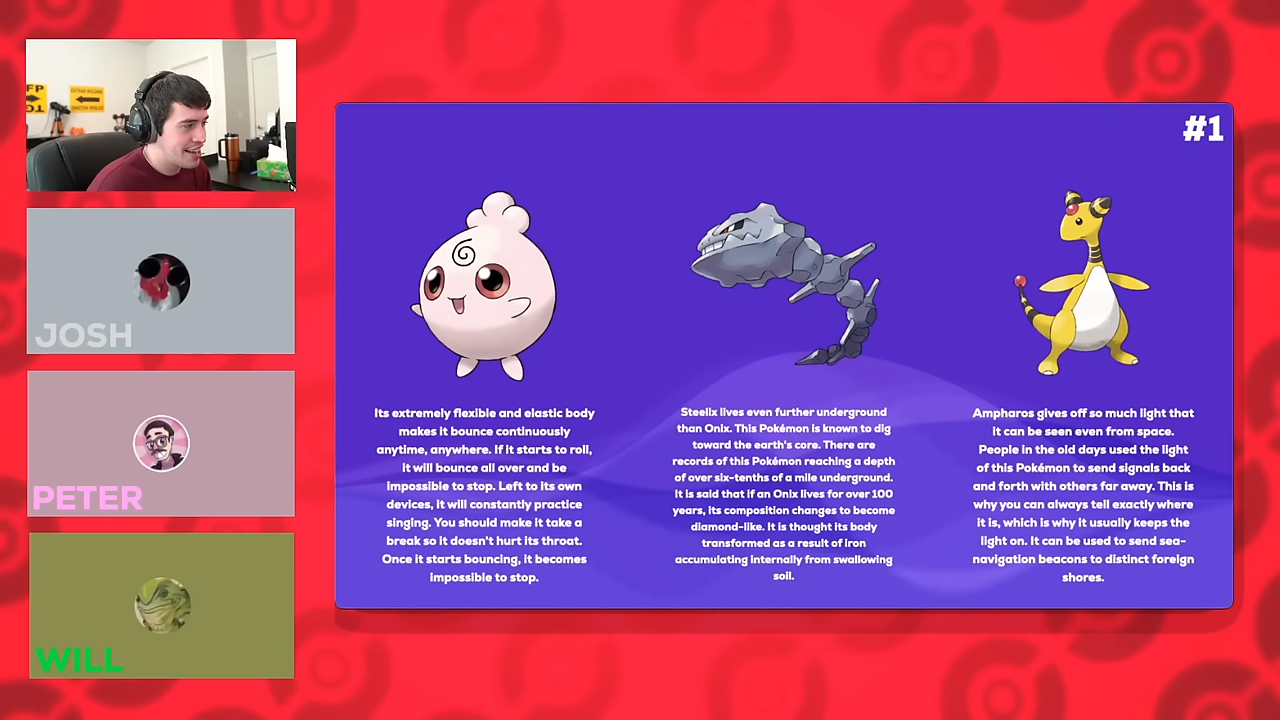 #1
JOSH
PETER
WILL
Its extremely flexible and elastic body
makes it bounce continuously
anytime, anywhere. If it starts to roll,
it will bounce all over and be
impossible to stop. Left to its own
devices, it will constantly practice
singing. You should make it take a
break so it doesn't hurt its throat.
Once it starts bouncing, it becomes
impossible to stop.
Steelix lives even further underground
than Onix. This Pokémon is known to dig
toward the earth's core. There are
records of this Pokémon reaching a depth
of over six-tenths of a mile underground.
It is said that if an Onix lives for over 100
years, its composition changes to become
diamond-like. It is thought its body
transformed as a result of iron
accumulating internally from swallowing
soil.
Ampharos gives off so much light that
it can be seen even from space.
People in the old days used the light
of this Pokémon to send signals back
and forth with others far away. This is
why you can always tell exactly where
it is, which is why it usually keeps the
light on. It can be used to send sea-
navigation beacons to distinct foreign
shores.